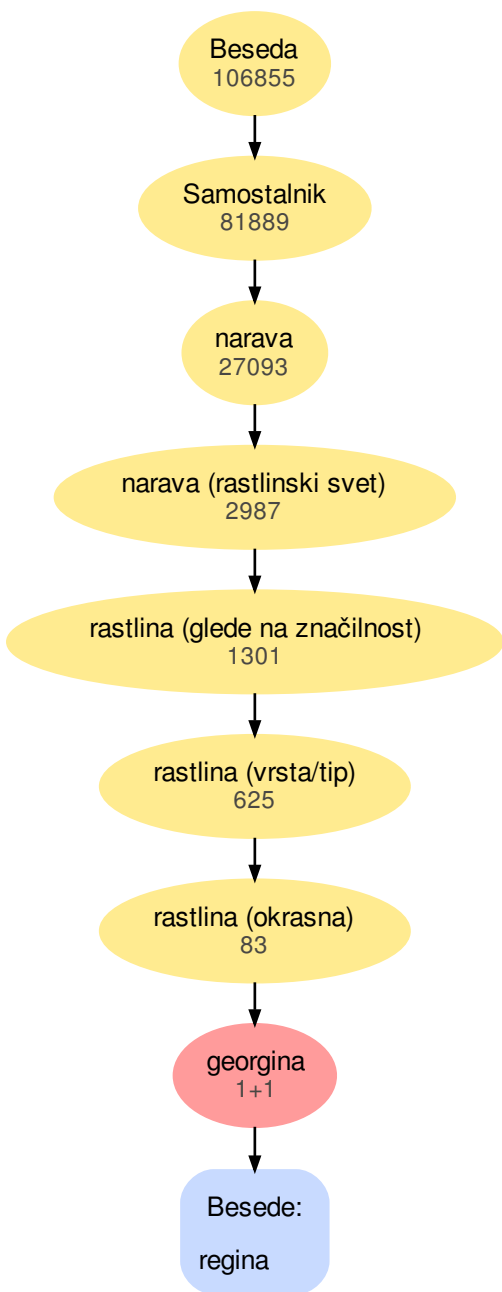 Beseda
106855
Samostalnik
81889
narava
27093
narava (rastlinski svet)
2987
rastlina (glede na značilnost)
1301
rastlina (vrsta/tip)
625
rastlina (okrasna)
83
georgina
1+1
Besede:
regina